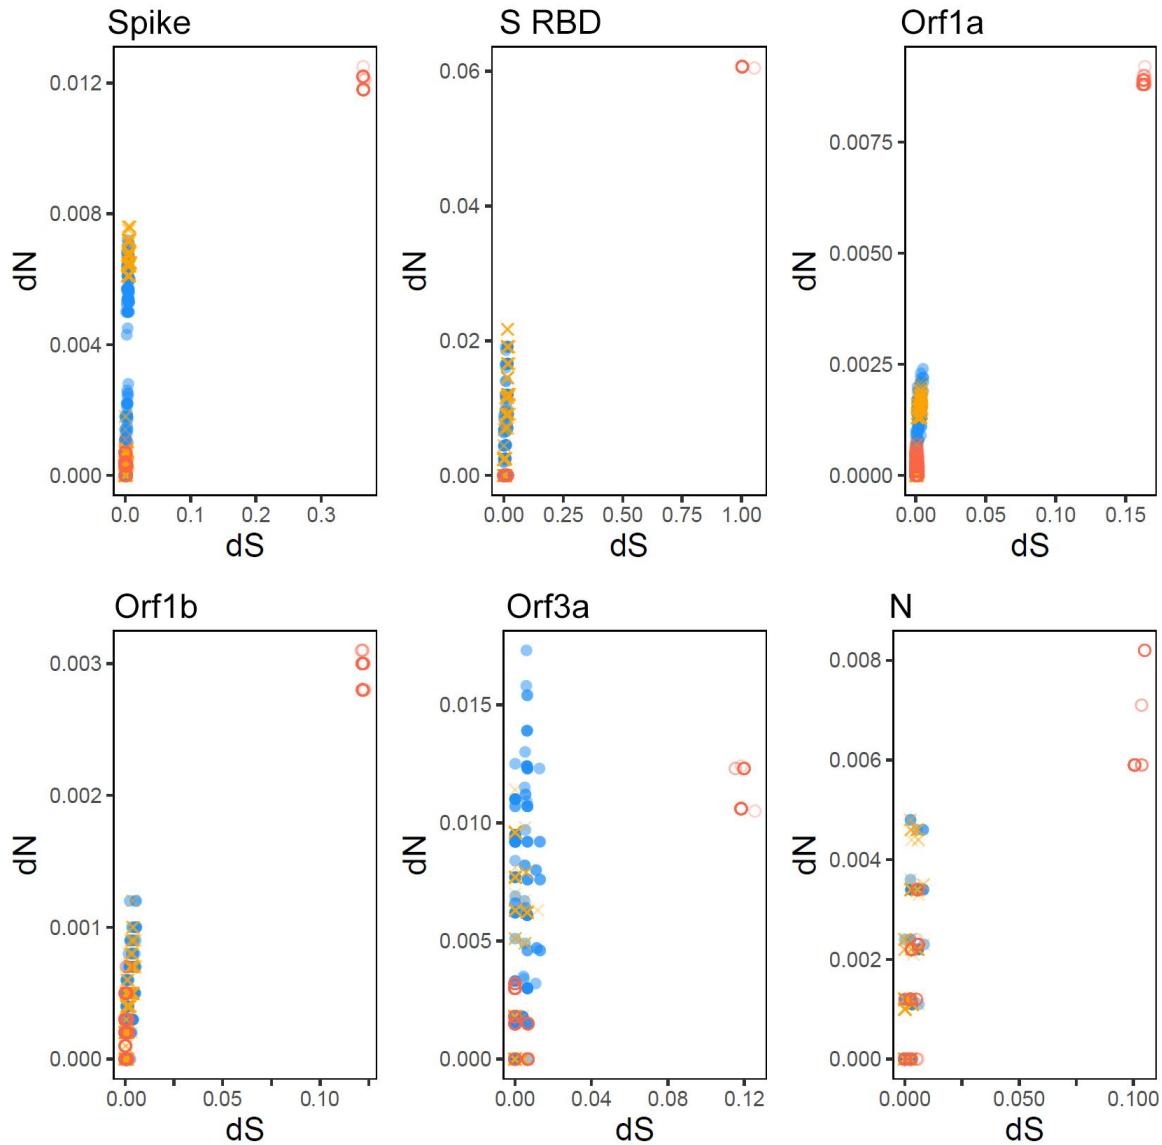 Spike
S RBD
Orf1a
0.012
0.008
0.004
0.000
dN
0.0 0.1 0.2 0.3
dS
0.06
0.04
0.02
0.00
dN
0.00 0.25 0.50 0.75 1.00
dS
0.0075
0.0050
0.0025
0.0000
dN
0.00 0.05 0.10 0.15
dS
Orf1b
Orf3a
N
0.003
0.002
0.001
0.000
dN
0.00 0.05 0.10
dS
0.015
0.010
0.005
0.000
dN
0.00 0.04 0.08 0.12
dS
0.008
0.006
0.004
0.002
0.000
dN
0.000 0.050 0.100
dS